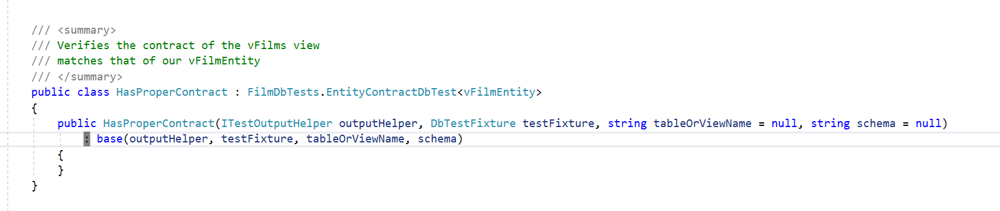 /// <summary>
/// Verifies the contract of the vFilms view
/// matches that of our vFilmEntity
/// </summary>
public class HasProperContract : FilmDbTests.EntityContractDbTest<vFilmEntity>
{
public HasProperContract(ITestOutputHelper outputHelper, DbTestFixture testFixture, string tableOrViewName = null, string schema = null)
: base(outputHelper, testFixture, tableOrViewName, schema)
{
}
}